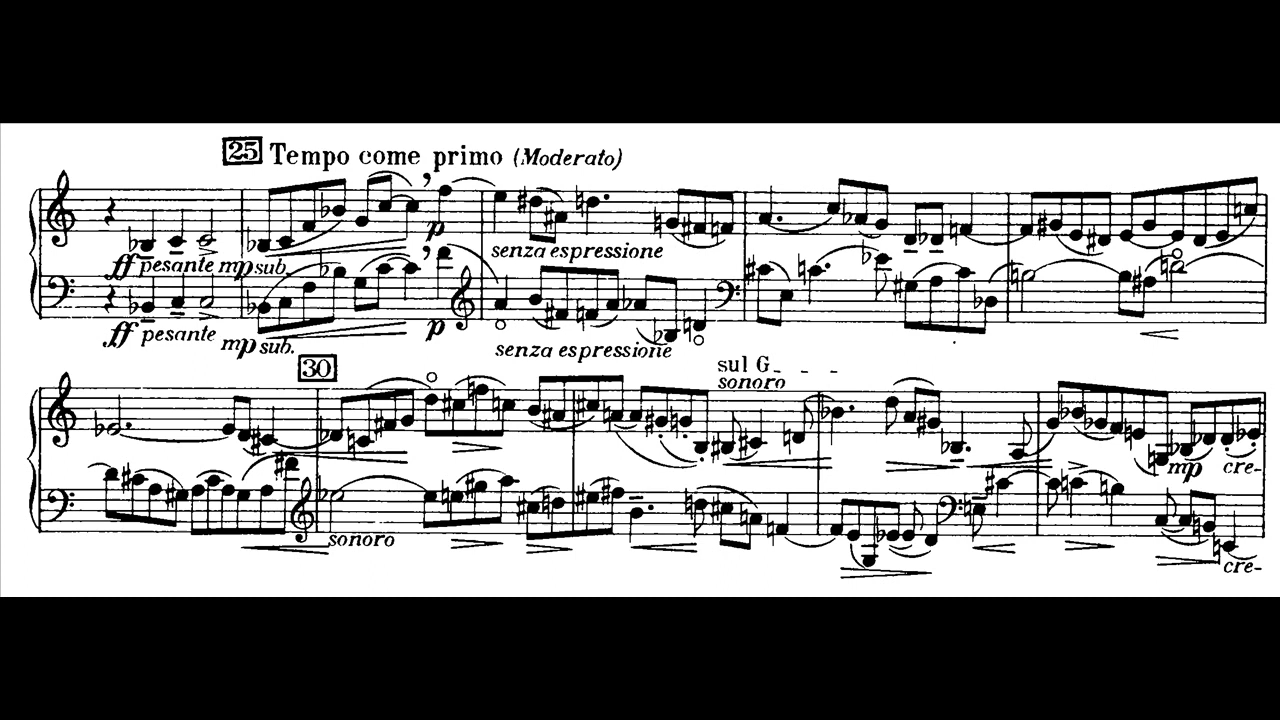 25 Tempo come primo (Moderato)
ff pesante mp sub. p senza espressione
ff pesante mp sub. p senza espressione
30 sul G_ _ _ _
sonoro
mp cre-
sonoro
cre-